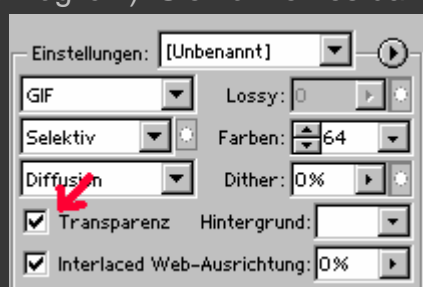 Einstellungen: [Unbenannt]
GIF Lossy: 0
Selektiv Farben: 64
Diffusion Dither: 0%
Transparenz Hintergrund:
Interlaced Web-Ausrichtung: 0%